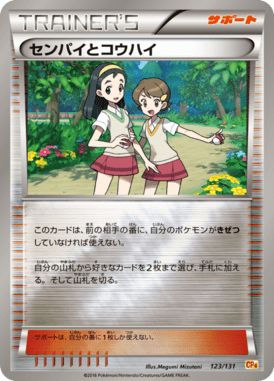 TRAINER'S
サポート
センパイとコウハイ
このカードは、前の相手の番に、自分のポケモンがきぜつ
していなければ使えない。
自分の山札から好きなカードを2枚まで選び、手札に加え
る。そして山札を切る。
サポートは、自分の番に1枚しか使えない。
Illus.Megumi Mizutani
CP4
123/131
©2016 Pokémon/Nintendo/Creatures/GAME FREAK.